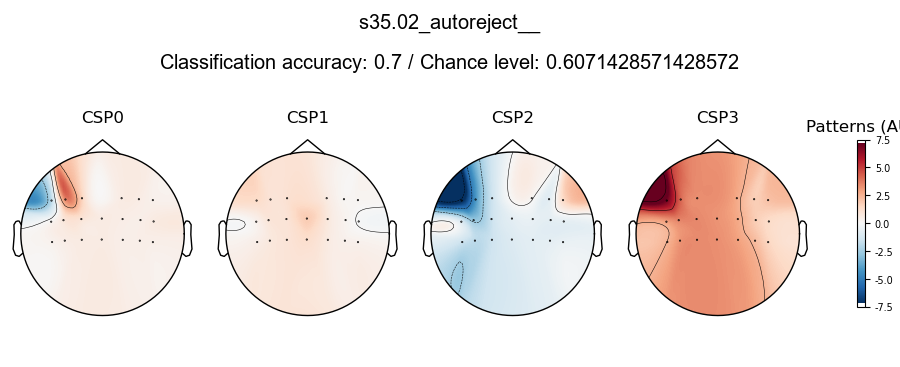 s35.02_autoreject__
Classification accuracy: 0.7 / Chance level: 0.6071428571428572
CSP0 CSP1 CSP2 CSP3
Patterns (AU
7.5
5.0
2.5
0.0
-2.5
-5.0
-7.5